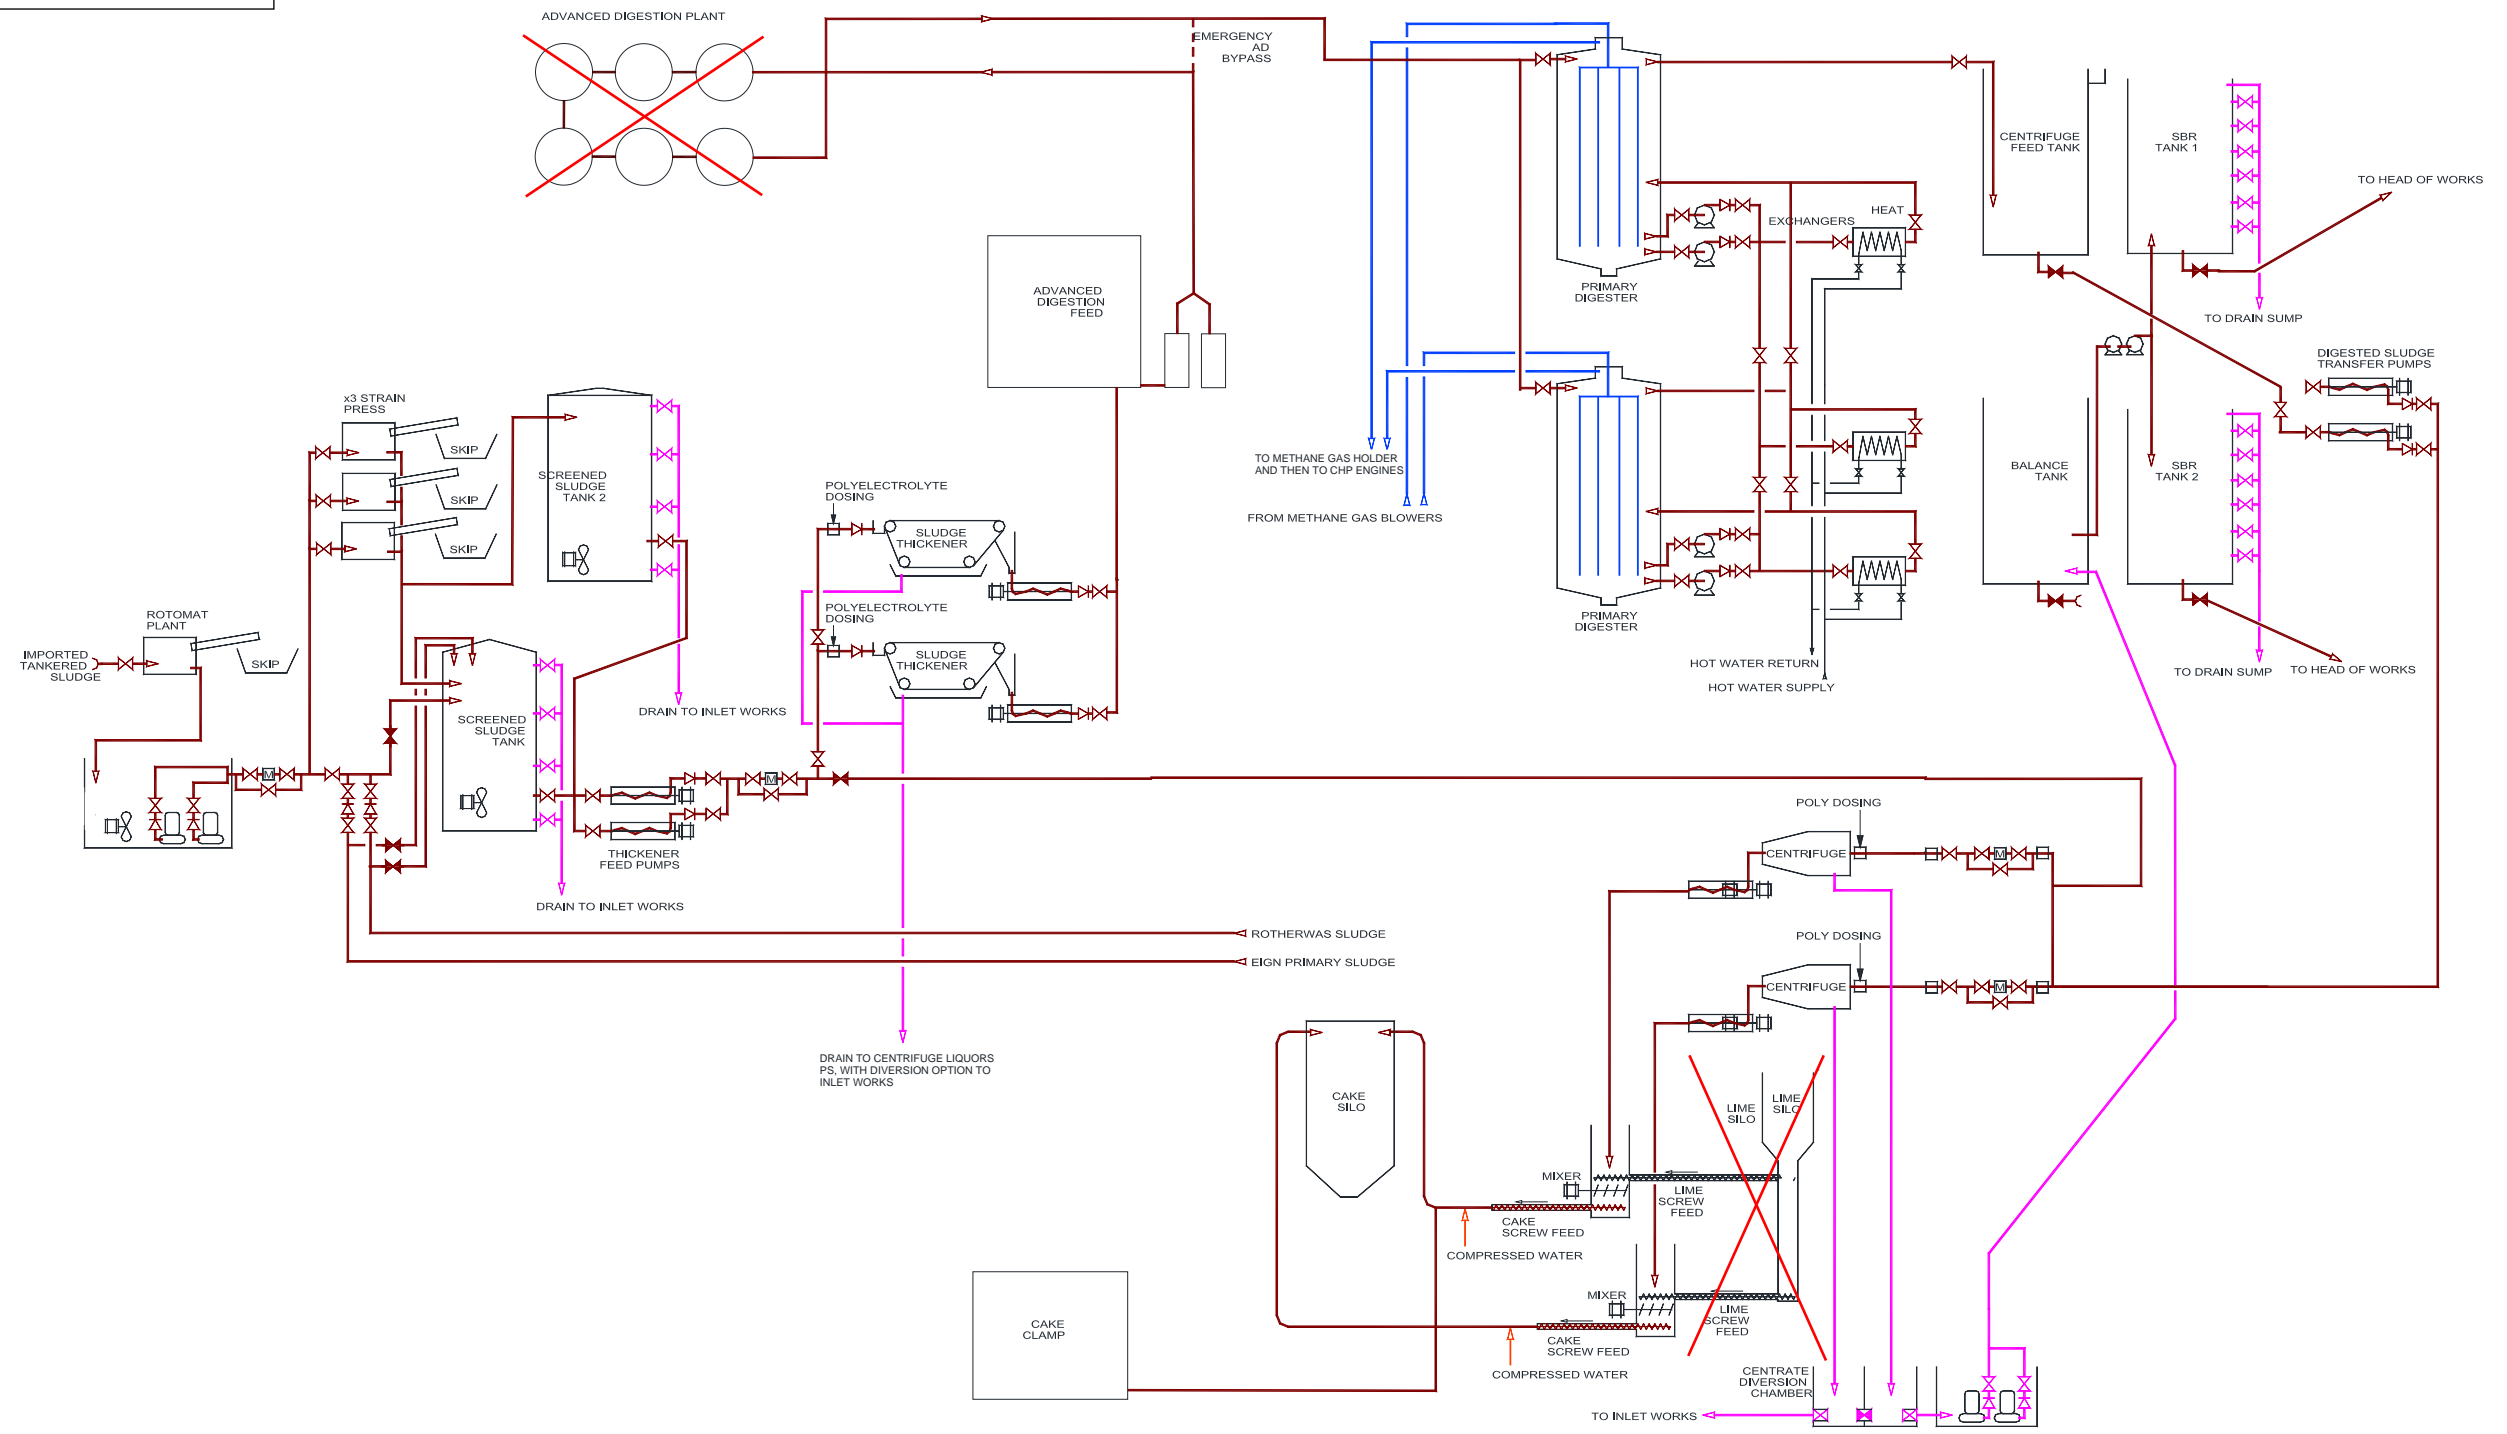 ADVANCED DIGESTION PLANT
EMERGENCY
AD
BYPASS
CENTRIFUGE
FEED TANK
SBR
TANK 1
TO HEAD OF WORKS
HEAT
EXCHANGERS
ADVANCED
DIGESTION
FEED
PRIMARY
DIGESTER
TO DRAIN SUMP
DIGESTED SLUDGE
TRANSFER PUMPS
x3 STRAIN
PRESS
SKIP
SKIP
SKIP
SCREENED
SLUDGE
TANK 2
POLYELECTROLYTE
DOSING
SLUDGE
THICKENER
TO METHANE GAS HOLDER
AND THEN TO CHP ENGINES
FROM METHANE GAS BLOWERS
BALANCE
TANK
SBR
TANK 2
ROTOMAT
PLANT
IMPORTED
TANKERED
SLUDGE
SKIP
POLYELECTROLYTE
DOSING
SLUDGE
THICKENER
PRIMARY
DIGESTER
HOT WATER RETURN
HOT WATER SUPPLY
TO DRAIN SUMP
TO HEAD OF WORKS
SCREENED
SLUDGE
TANK
DRAIN TO INLET WORKS
M
M
THICKENER
FEED PUMPS
DRAIN TO INLET WORKS
POLY DOSING
CENTRIFUGE
M
ROTHERWAS SLUDGE
EIGN PRIMARY SLUDGE
POLY DOSING
CENTRIFUGE
M
DRAIN TO CENTRIFUGE LIQUORS
PS, WITH DIVERSION OPTION TO
INLET WORKS
CAKE
SILO
LIME
SILO
LIME
SILO
MIXER
LIME
SCREW
FEED
CAKE
SCREW FEED
COMPRESSED WATER
MIXER
LIME
SCREW
FEED
CAKE
SCREW FEED
COMPRESSED WATER
CAKE
CLAMP
CENTRATE
DIVERSION
CHAMBER
TO INLET WORKS